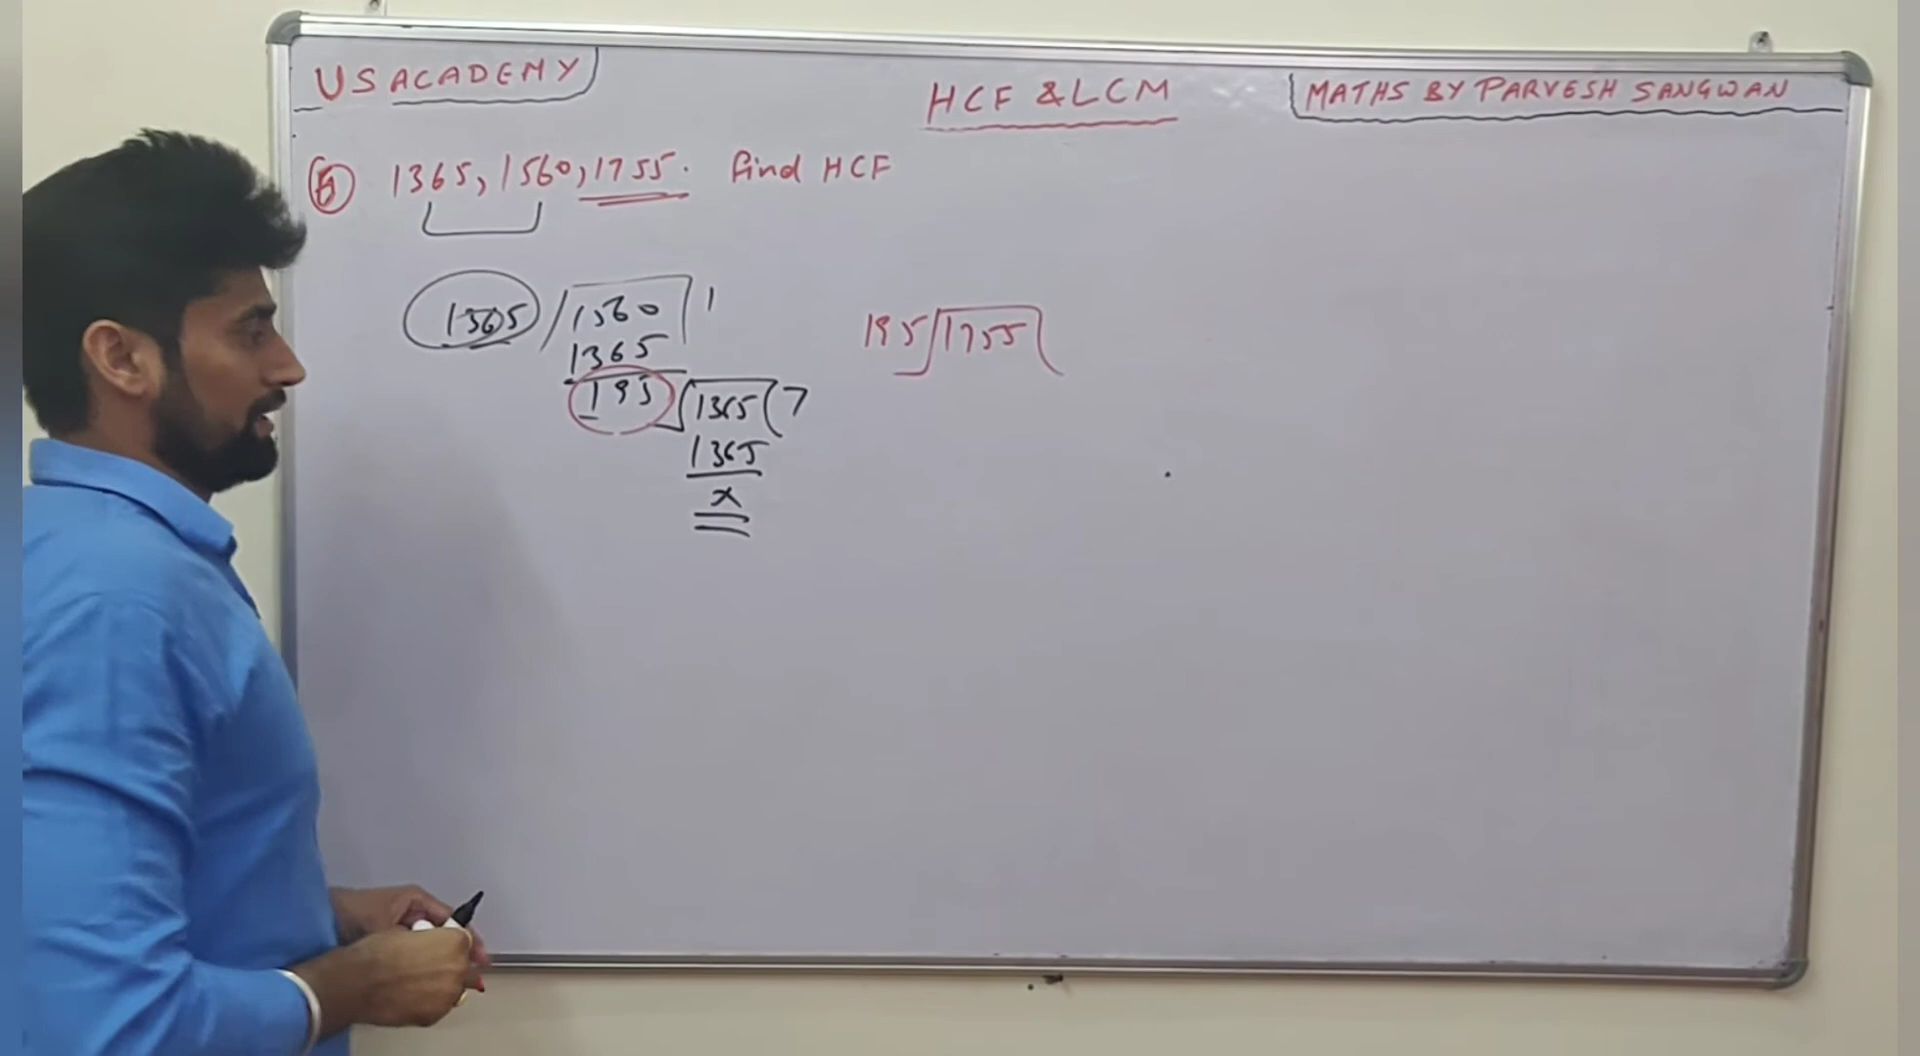 US ACADEMY
HCF & LCM
MATHS BY PARVESH SANGWAN
5 1365, 1560, 1755. find HCF
1365 1560 1
1365
195 1365 7
1365
x
195 1755